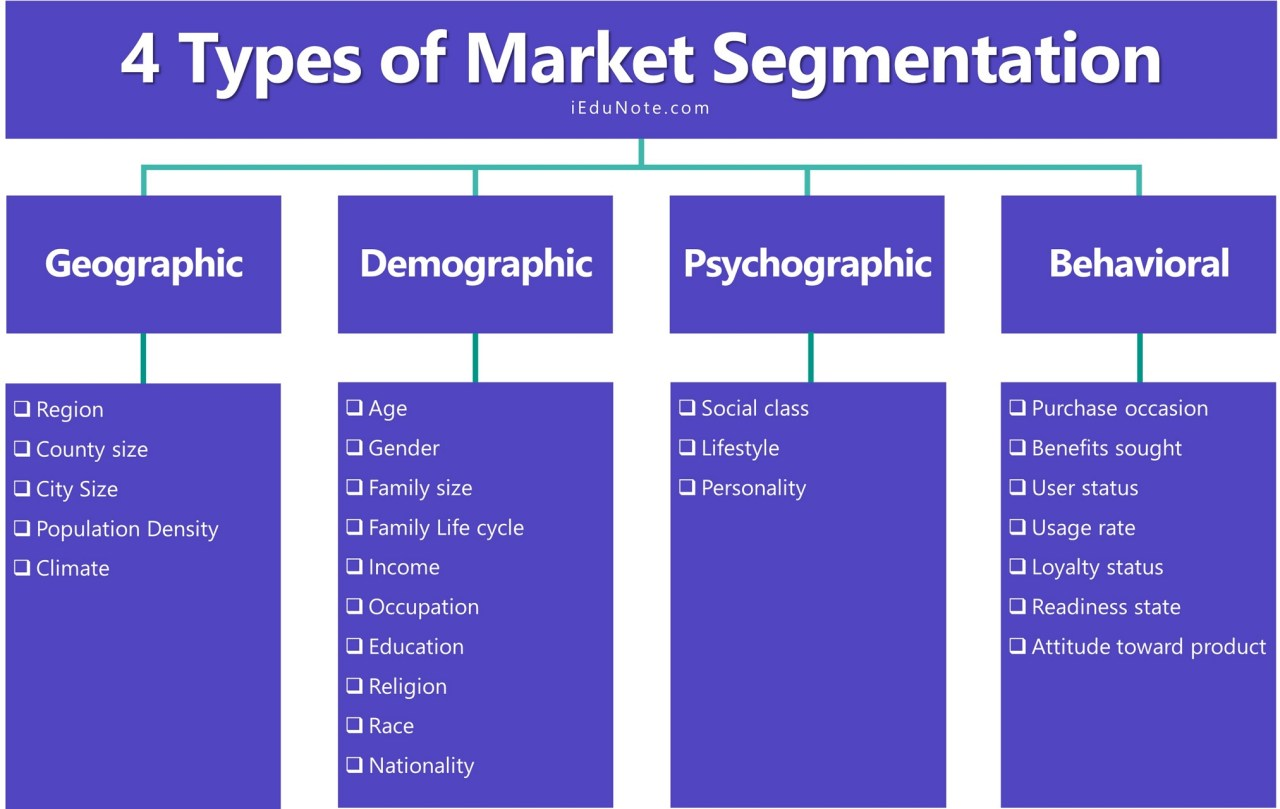 4 Types of Market Segmentation
iEduNote.com
Geographic
Demographic
Psychographic
Behavioral
Region
County size
City Size
Population Density
Climate
Age
Gender
Family size
Family Life cycle
Income
Occupation
Education
Religion
Race
Nationality
Social class
Lifestyle
Personality
Purchase occasion
Benefits sought
User status
Usage rate
Loyalty status
Readiness state
Attitude toward product